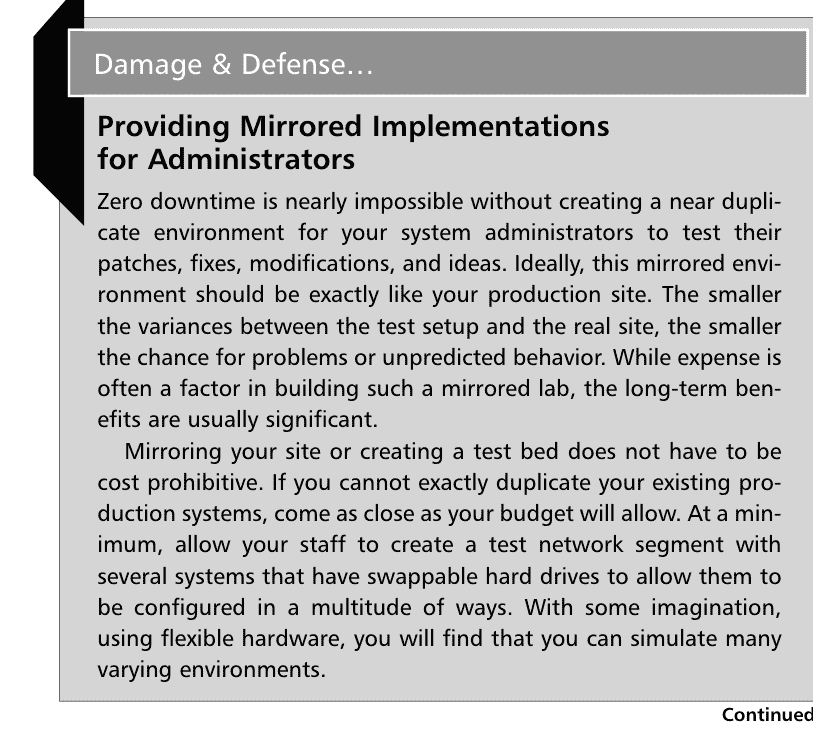 Damage & Defense…
Providing Mirrored Implementations
for Administrators
Zero downtime is nearly impossible without creating a near dupli-
cate environment for your system administrators to test their
patches, fixes, modifications, and ideas. Ideally, this mirrored envi-
ronment should be exactly like your production site. The smaller
the variances between the test setup and the real site, the smaller
the chance for problems or unpredicted behavior. While expense is
often a factor in building such a mirrored lab, the long-term ben-
efits are usually significant.
Mirroring your site or creating a test bed does not have to be
cost prohibitive. If you cannot exactly duplicate your existing pro-
duction systems, come as close as your budget will allow. At a min-
imum, allow your staff to create a test network segment with
several systems that have swappable hard drives to allow them to
be configured in a multitude of ways. With some imagination,
using flexible hardware, you will find that you can simulate many
varying environments.
Continued